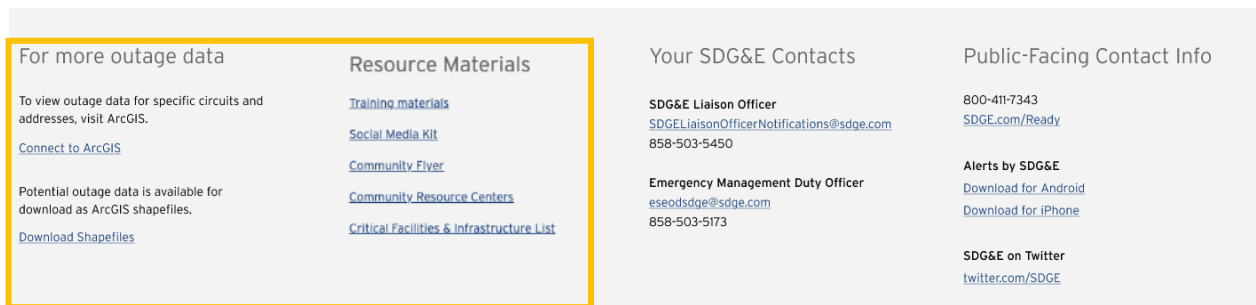 For more outage data
To view outage data for specific circuits and
addresses, visit ArcGIS.
Connect to ArcGIS
Potential outage data is available for
download as ArcGIS shapefiles.
Download Shapefiles
Resource Materials
Training materials
Social Media Kit
Community Flyer
Community Resource Centers
Critical Facilities & Infrastructure List
Your SDG&E Contacts
SDG&E Liaison Officer
SDGELiaisonOfficerNotifications@sdge.com
858-503-5450
Emergency Management Duty Officer
eseodsdge@sdge.com
858-503-5173
Public-Facing Contact Info
800-411-7343
SDGE.com/Ready
Alerts by SDG&E
Download for Android
Download for iPhone
SDG&E on Twitter
twitter.com/SDGE